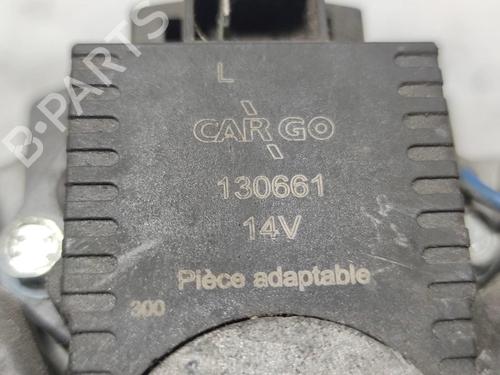 L
CARGO
130661
14V
Pièce adaptable
300
B-PARTS